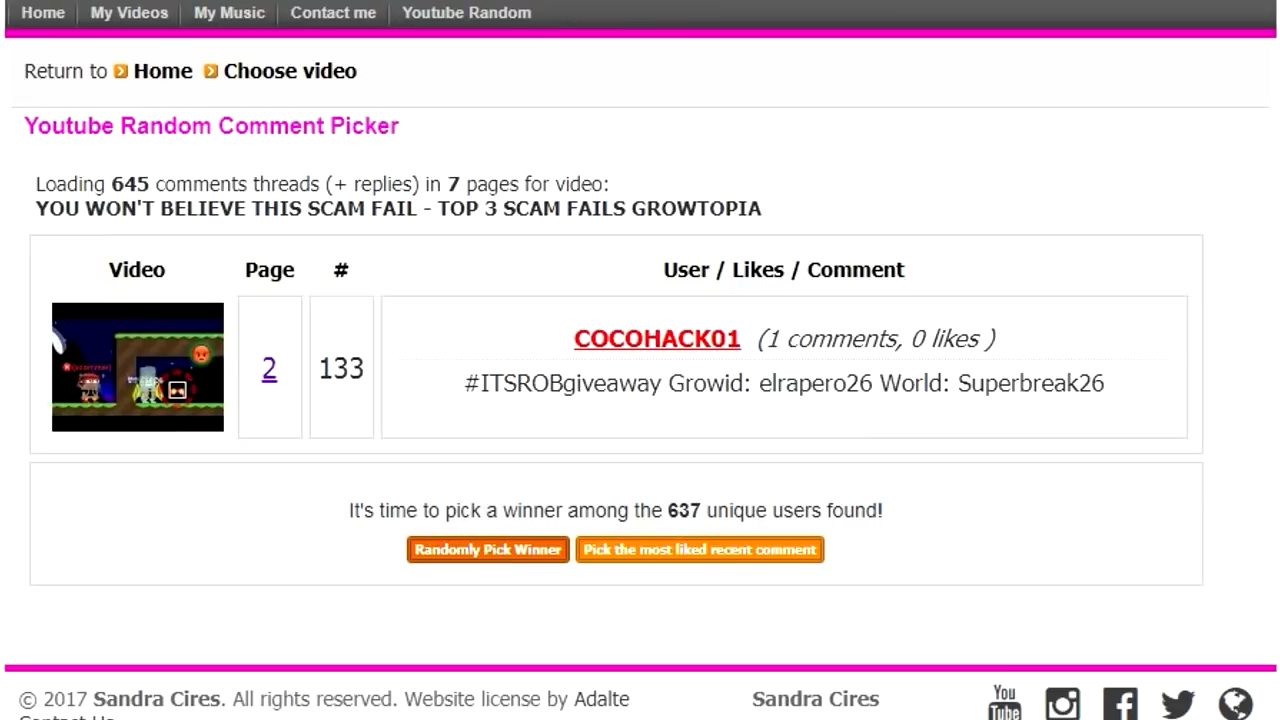 Home My Videos My Music Contact me Youtube Random
Return to Home Choose video
Youtube Random Comment Picker
Loading 645 comments threads (+ replies) in 7 pages for video:
YOU WON'T BELIEVE THIS SCAM FAIL - TOP 3 SCAM FAILS GROWTOPIA
Video Page # User / Likes / Comment
COCOHACK01 (1 comments, 0 likes )
2 133
#ITSROBgiveaway Growid: elrapero26 World: Superbreak26
It's time to pick a winner among the 637 unique users found!
Randomly Pick Winner Pick the most liked recent comment
© 2017 Sandra Cires. All rights reserved. Website license by Adalte
Sandra Cires
You Tube
Contact Us